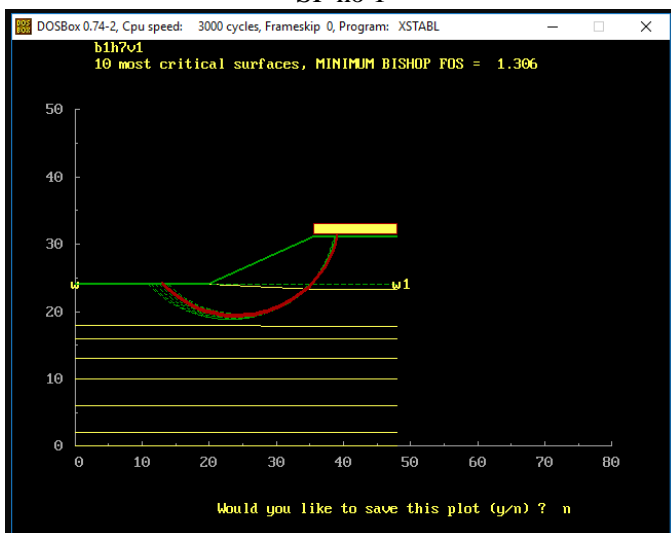 DOSBox 0.74-2, Cpu speed: 3000 cycles, Frameskip 0, Program: XSTABL
b1h7v1
10 most critical surfaces, MINIMUM BISHOP FOS = 1.306
50
40
30
w w1
20
10
0
0 10 20 30 40 50 60 70 80
Would you like to save this plot (y/n) ? n